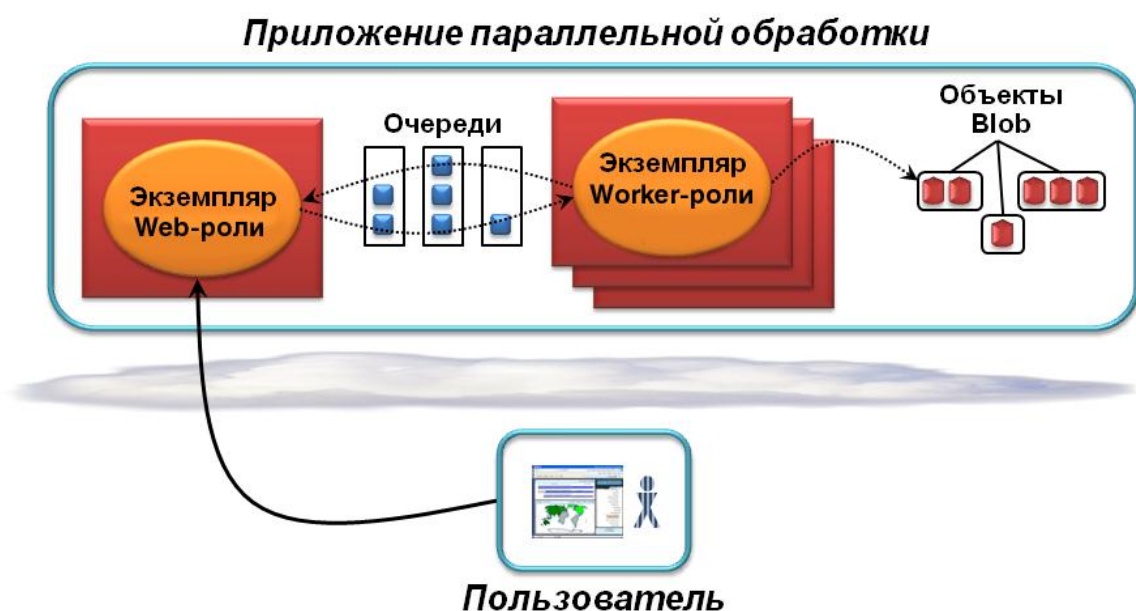 Приложение параллельной обработки
Объекты
Blob
Очереди
Экземпляр
Web-роли
Экземпляр
Worker-роли
Пользователь